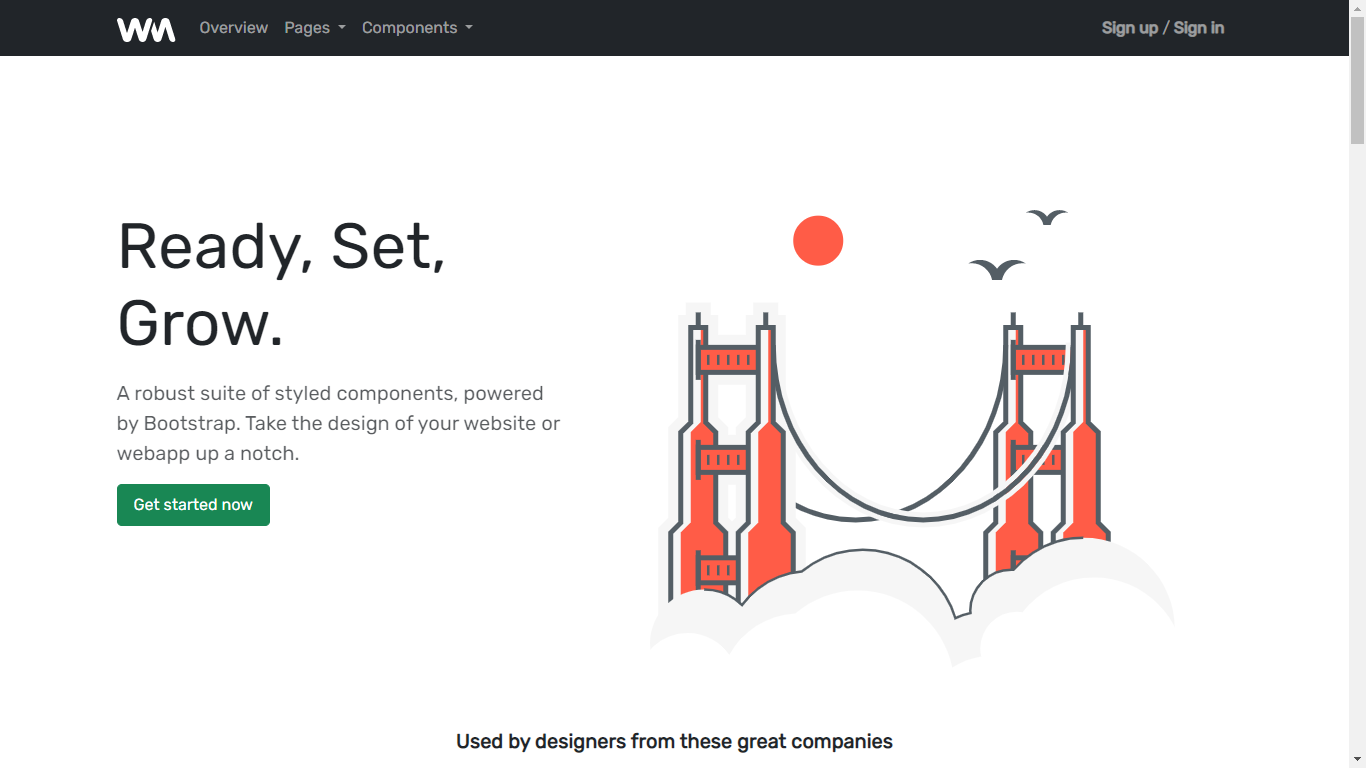 WM
Overview
Pages
Components
Sign up / Sign in
Ready, Set,
Grow.
A robust suite of styled components, powered
by Bootstrap. Take the design of your website or
webapp up a notch.
Get started now
Used by designers from these great companies